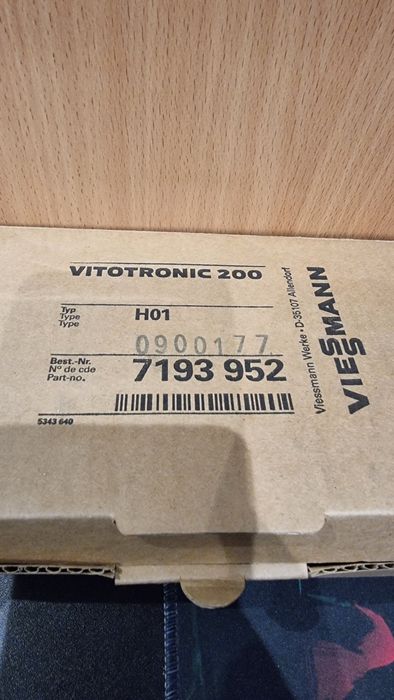 VITOTRONIC 200
Typ
Type
Type
H01
0900177
Best.-Nr.
N° de cde
Part-no.
7193 952
5343 640
Viessmann Werke • D-35107 Allendorf
VIESSMANN